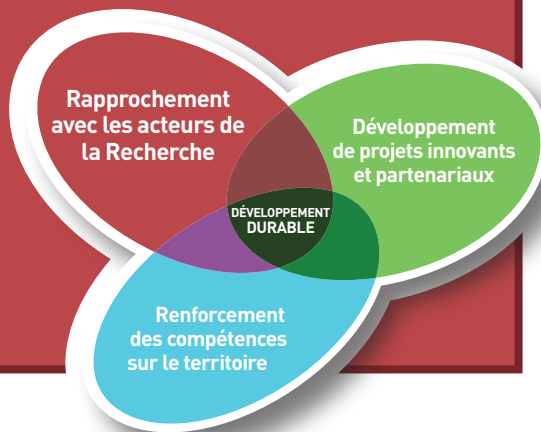 Rapprochement
avec les acteurs de
la Recherche
Développement
de projets innovants
et partenariaux
DÉVELOPPEMENT
DURABLE
Renforcement
des compétences
sur le territoire